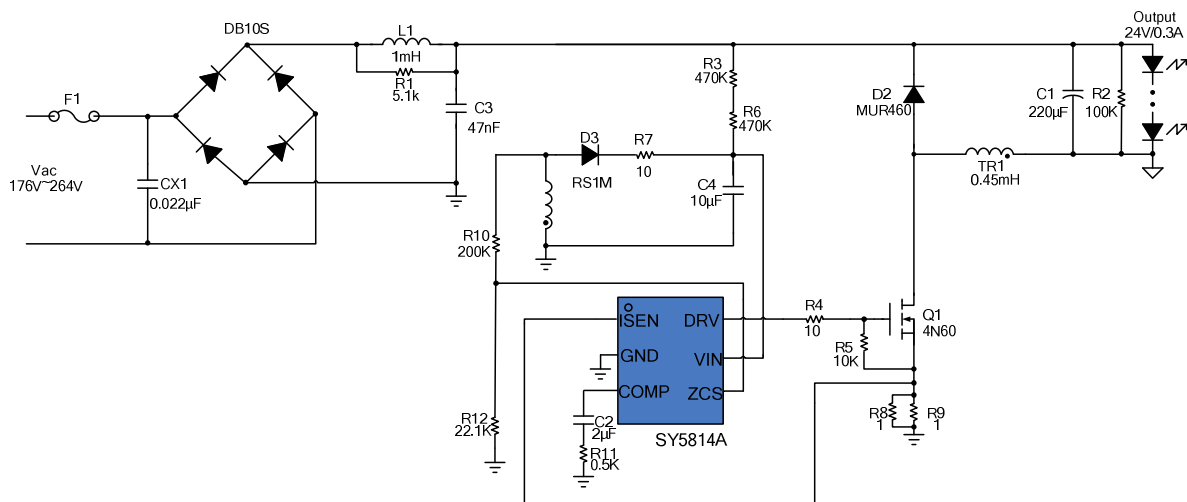 DB10S
L1
1mH
R1
5.1k
F1
Vac
176V~264V
CX1
0.022µF
C3
47nF
R3
470K
R6
470K
D3
RS1M
R7
10
C4
10µF
R10
200K
R12
22.1K
ISEN
GND
COMP
DRV
VIN
ZCS
SY5814A
C2
2µF
R11
0.5K
R4
10
R5
10K
Q1
4N60
R8
1
R9
1
D2
MUR460
TR1
0.45mH
C1
220µF
R2
100K
Output
24V/0.3A